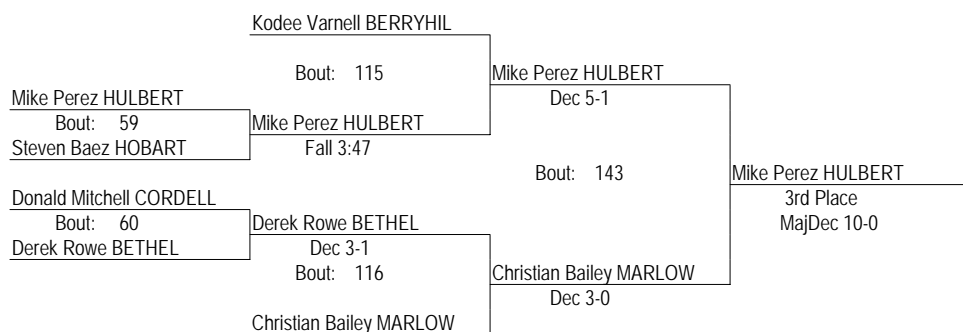 Kodee Varnell BERRYHIL
Bout: 115
Mike Perez HULBERT
Dec 5-1
Mike Perez HULBERT
Bout: 59
Steven Baez HOBART
Mike Perez HULBERT
Fall 3:47
Bout: 143
Mike Perez HULBERT
3rd Place
MajDec 10-0
Donald Mitchell CORDELL
Bout: 60
Derek Rowe BETHEL
Derek Rowe BETHEL
Dec 3-1
Bout: 116
Christian Bailey MARLOW
Dec 3-0
Christian Bailey MARLOW